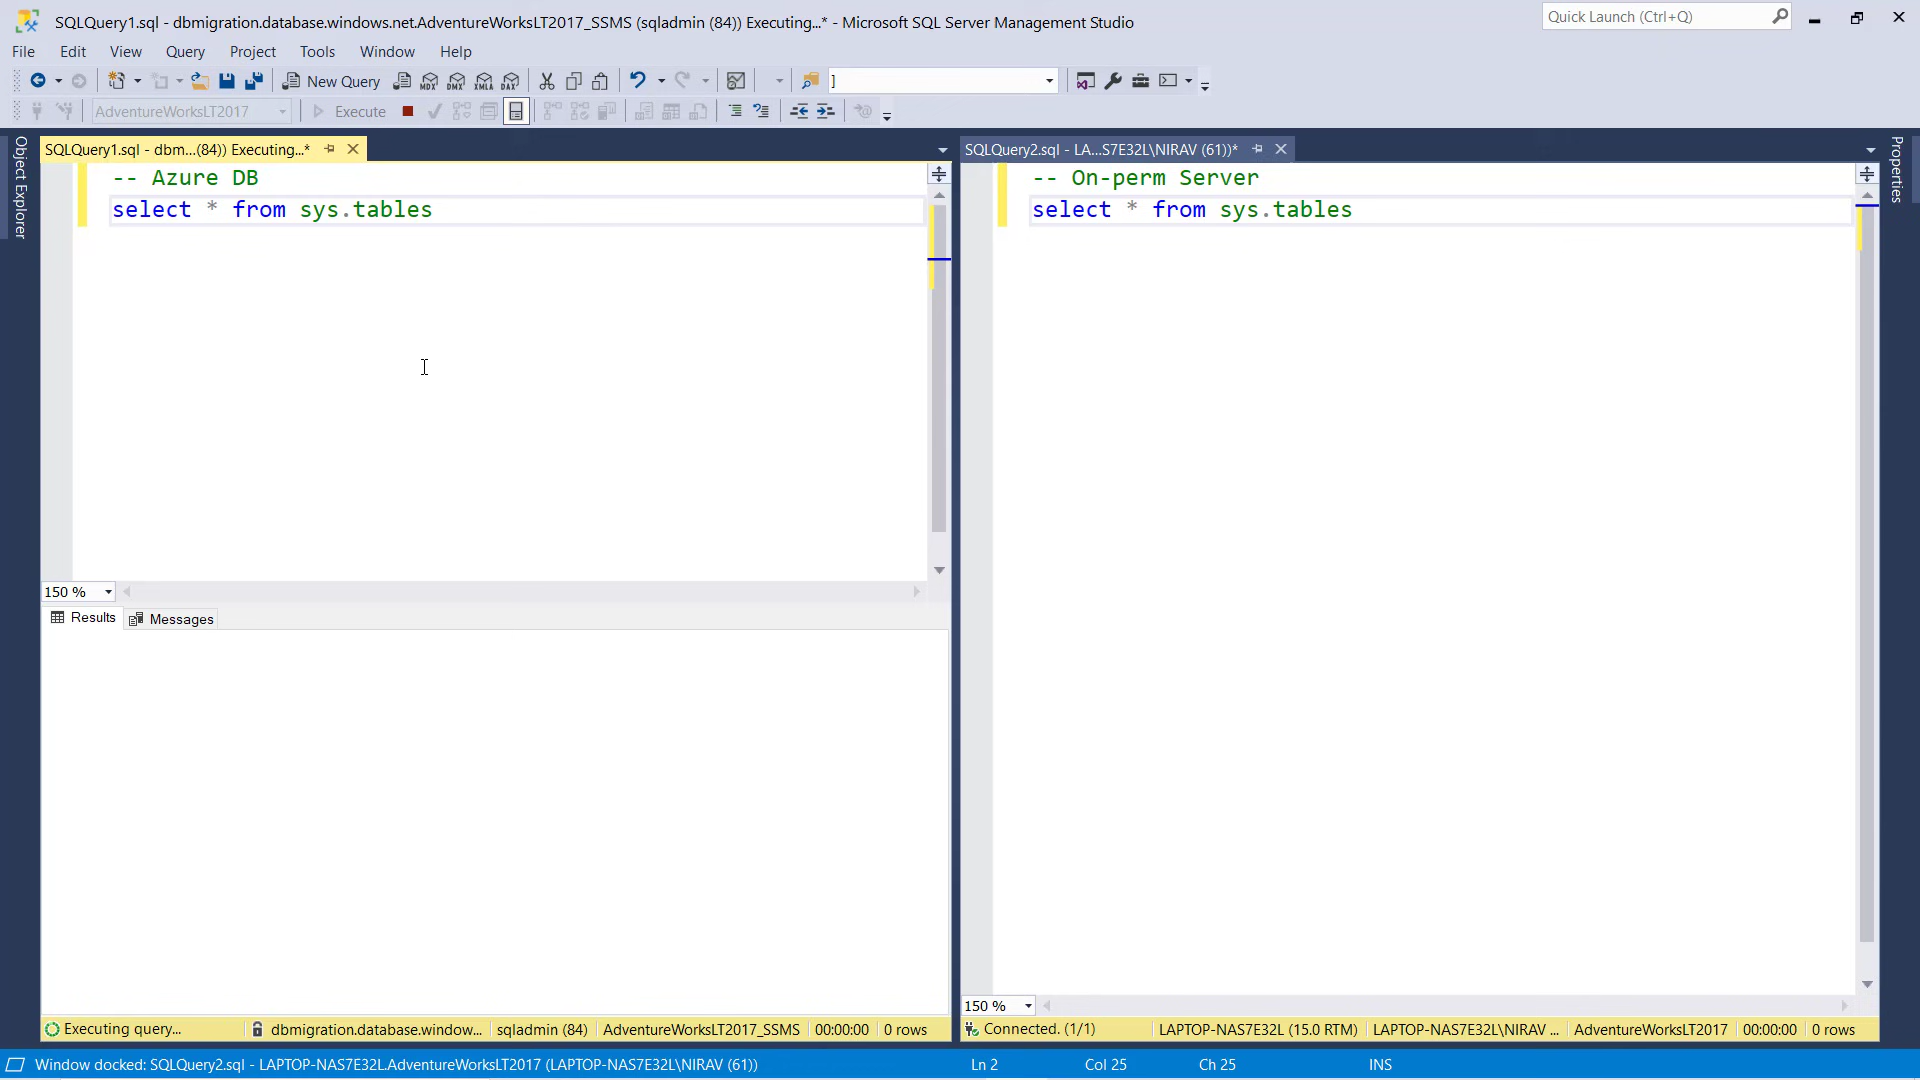 SQLQuery1.sql - dbmigration.database.windows.net.AdventureWorksLT2017_SSMS (sqladmin (84)) Executing...* - Microsoft SQL Server Management Studio
Quick Launch (Ctrl+Q)
File Edit View Query Project Tools Window Help
New Query MDX DMX XMLA DAX ]
AdventureWorksLT2017 Execute
Object Explorer
SQLQuery1.sql - dbm...(84)) Executing...*
-- Azure DB
select * from sys.tables
150 %
Results Messages
Executing query... dbmigration.database.window... sqladmin (84) AdventureWorksLT2017_SSMS 00:00:00 0 rows
SQLQuery2.sql - LA...S7E32L\NIRAV (61))*
-- On-perm Server
select * from sys.tables
150 %
Connected. (1/1) LAPTOP-NAS7E32L (15.0 RTM) LAPTOP-NAS7E32L\NIRAV ... AdventureWorksLT2017 00:00:00 0 rows
Properties
Window docked: SQLQuery2.sql - LAPTOP-NAS7E32L.AdventureWorksLT2017 (LAPTOP-NAS7E32L\NIRAV (61)) Ln 2 Col 25 Ch 25 INS